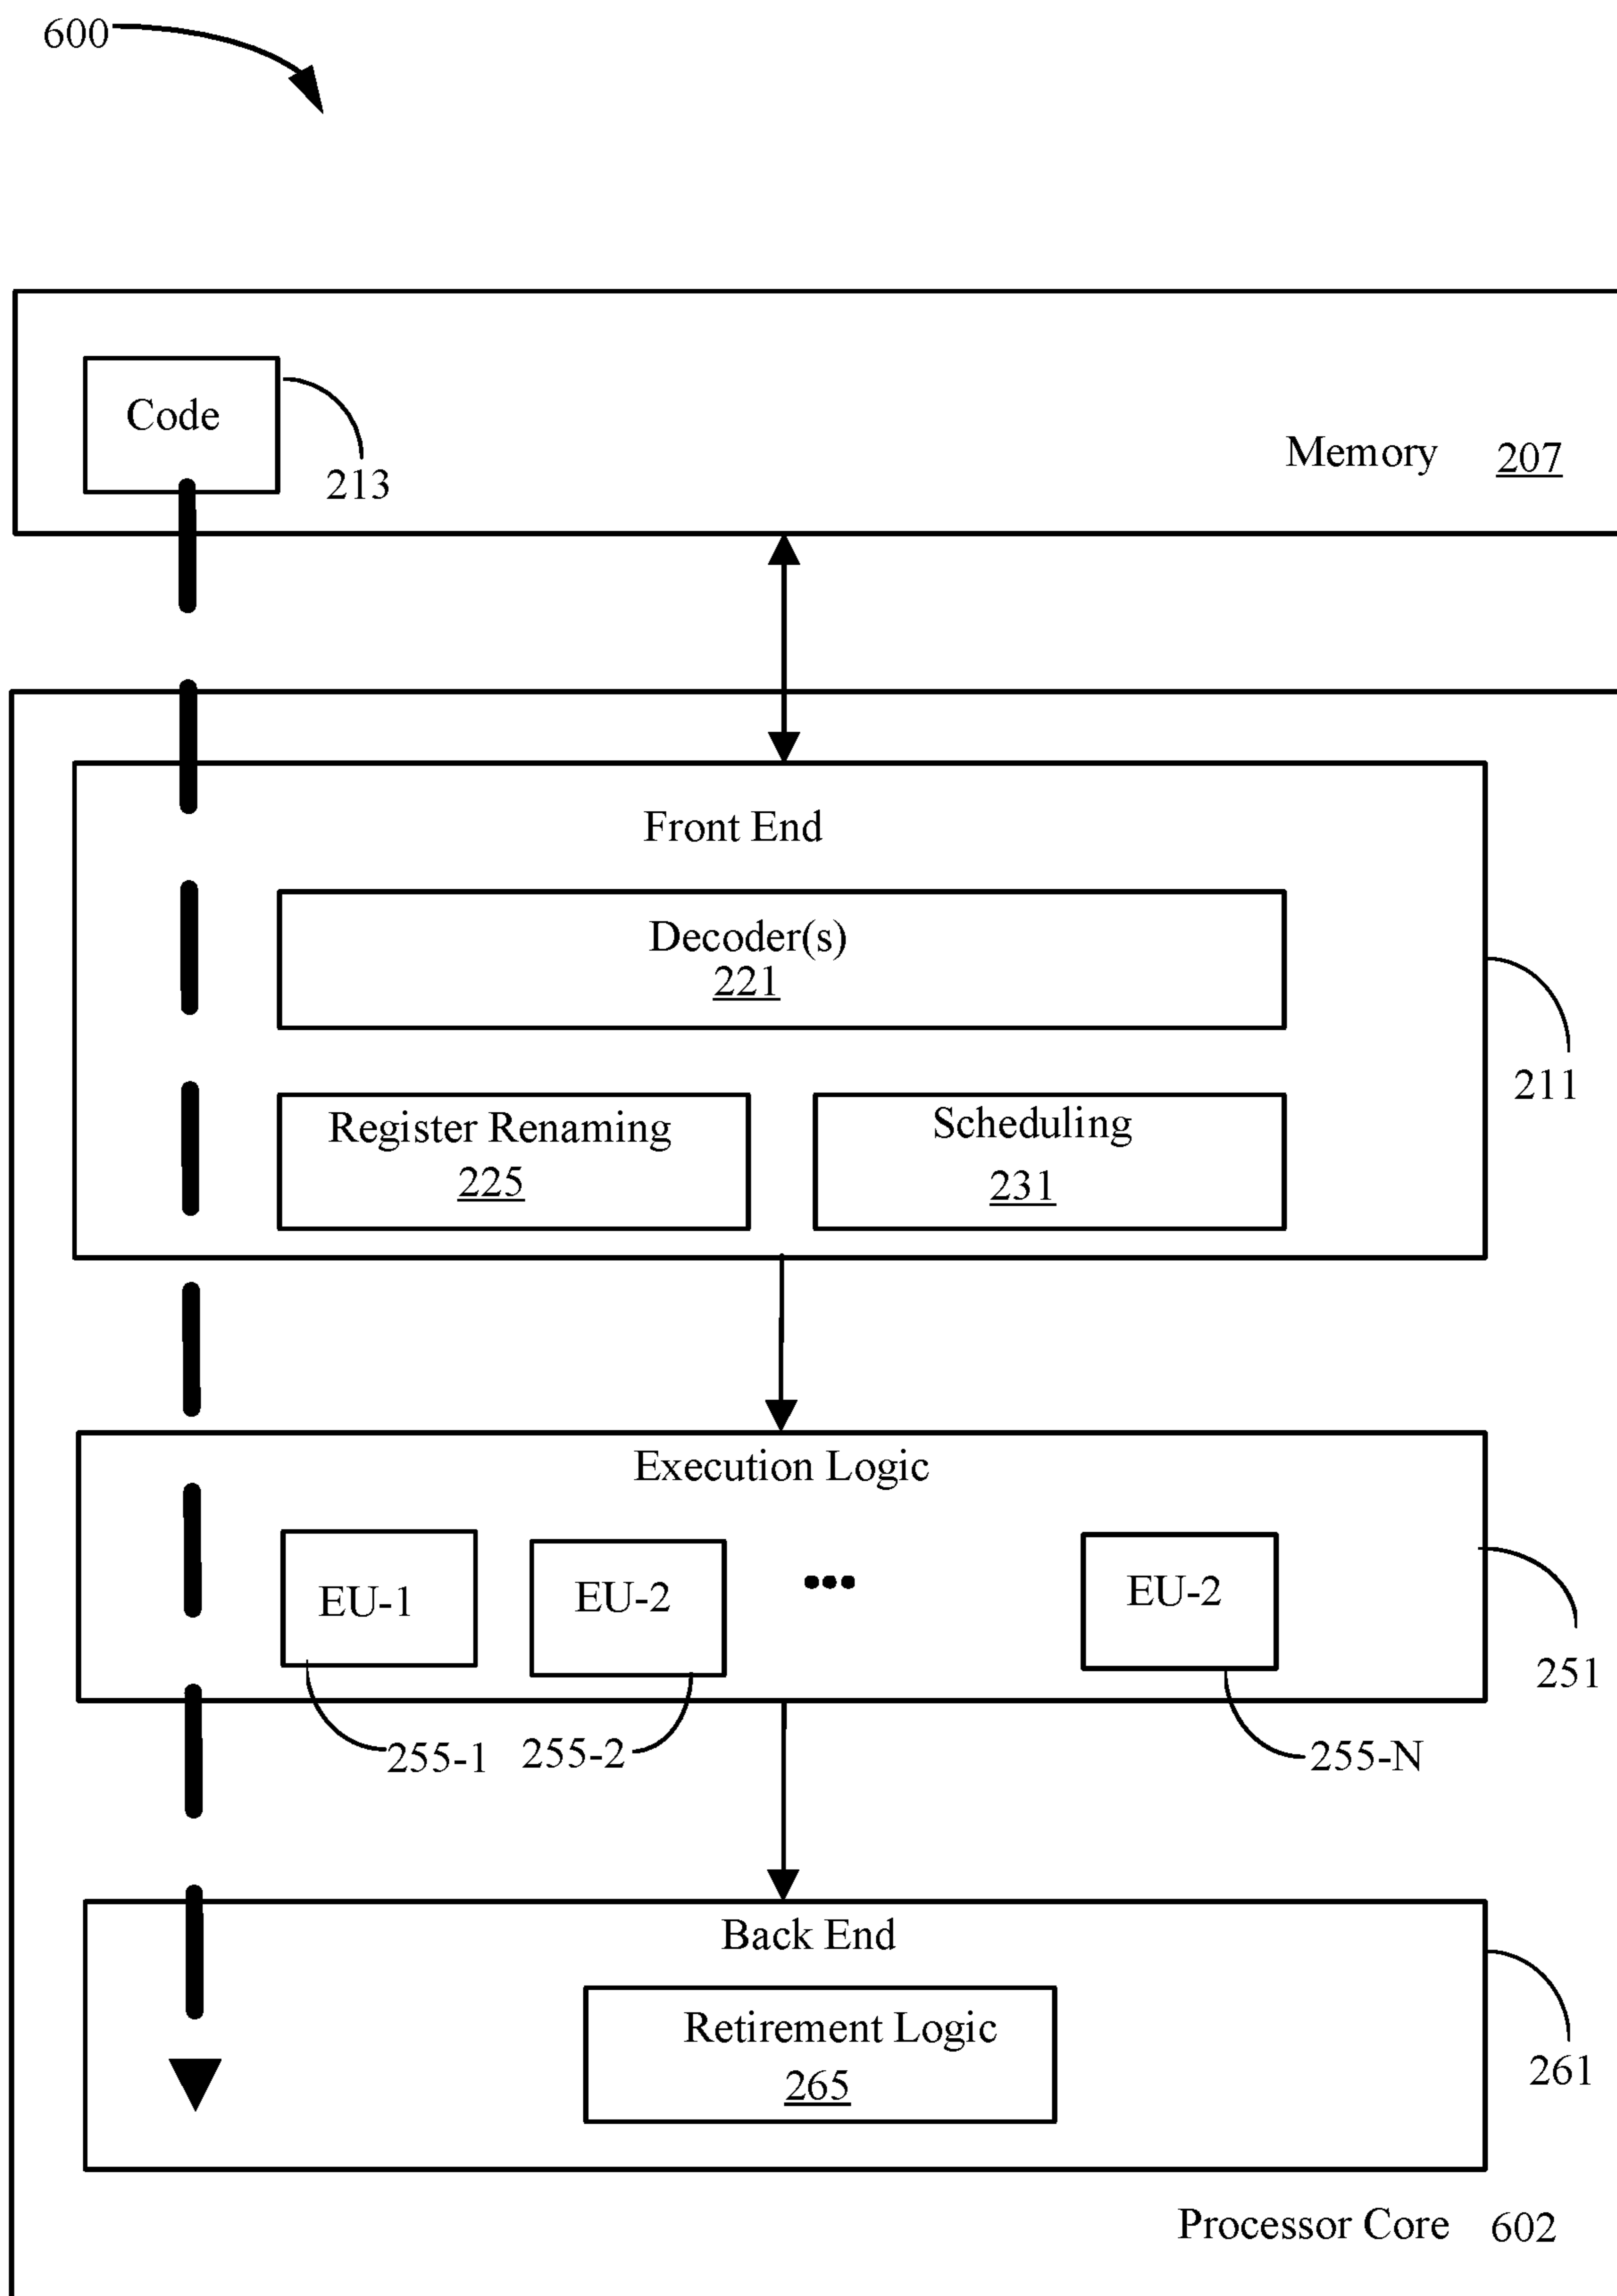 600
Code
213
Memory 207
Front End
Decoder(s)
221
211
Register Renaming
225
Scheduling
231
Execution Logic
EU-1
EU-2
EU-2
251
255-1
255-2
255-N
Back End
Retirement Logic
265
261
Processor Core 602